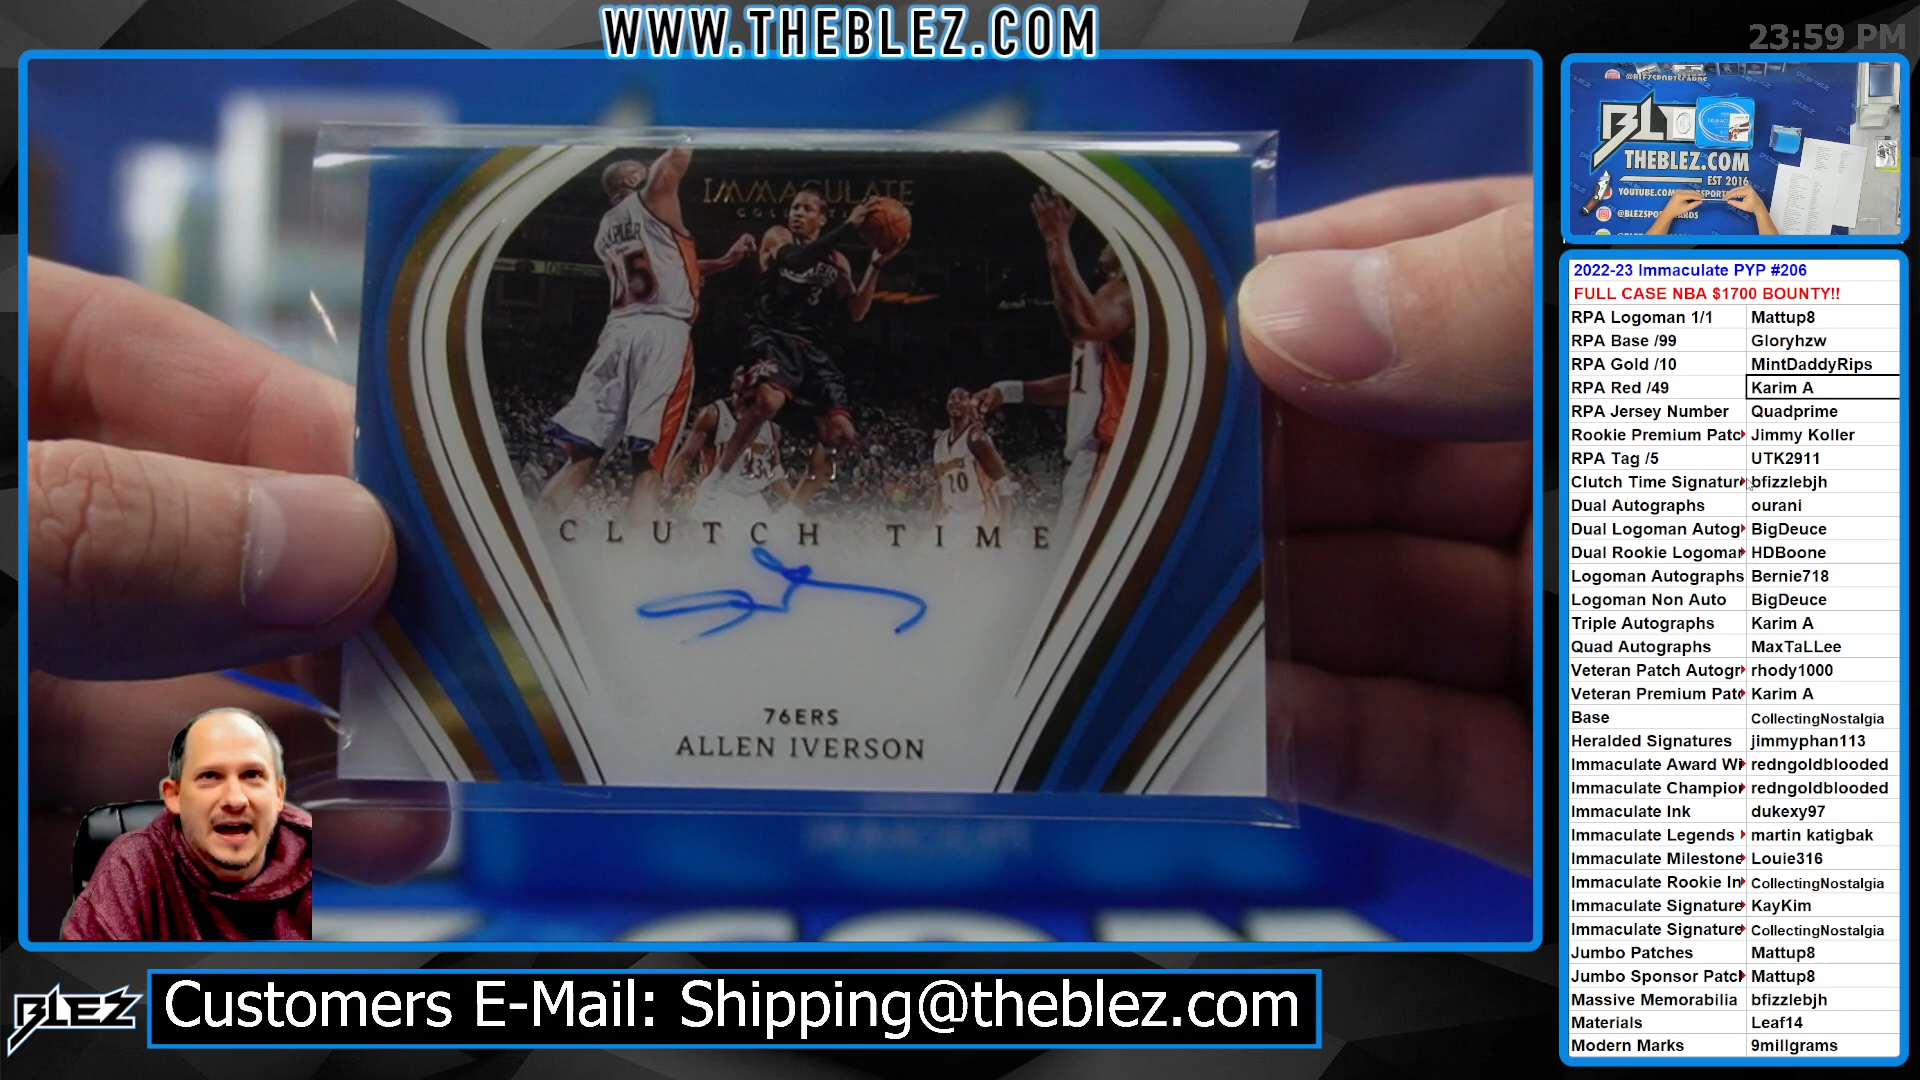 WWW.THEBLEZ.COM
23:59 PM
IMMACULATE
CLUTCH TIME
76ERS
ALLEN IVERSON
BLEZ
Customers E-Mail: Shipping@theblez.com
THEBLEZ.COM
EST 2016
2022-23 Immaculate PYP #206
FULL CASE NBA $1700 BOUNTY!!
RPA Logoman 1/1 Mattup8
RPA Base /99 Gloryhzw
RPA Gold /10 MintDaddyRips
RPA Red /49 Karim A
RPA Jersey Number Quadprime
Rookie Premium Patc Jimmy Koller
RPA Tag /5 UTK2911
Clutch Time Signatur bfizzlebjh
Dual Autographs ourani
Dual Logoman Autog BigDeuce
Dual Rookie Logomar HDBoone
Logoman Autographs Bernie718
Logoman Non Auto BigDeuce
Triple Autographs Karim A
Quad Autographs MaxTaLLee
Veteran Patch Autogr rhody1000
Veteran Premium Patc Karim A
Base CollectingNostalgia
Heralded Signatures jimmyphan113
Immaculate Award Wi redngoldblooded
Immaculate Champior redngoldblooded
Immaculate Ink dukexy97
Immaculate Legends martin katigbak
Immaculate Milestone Louie316
Immaculate Rookie In CollectingNostalgia
Immaculate Signature KayKim
Immaculate Signature CollectingNostalgia
Jumbo Patches Mattup8
Jumbo Sponsor Patcl Mattup8
Massive Memorabilia bfizzlebjh
Materials Leaf14
Modern Marks 9millgrams